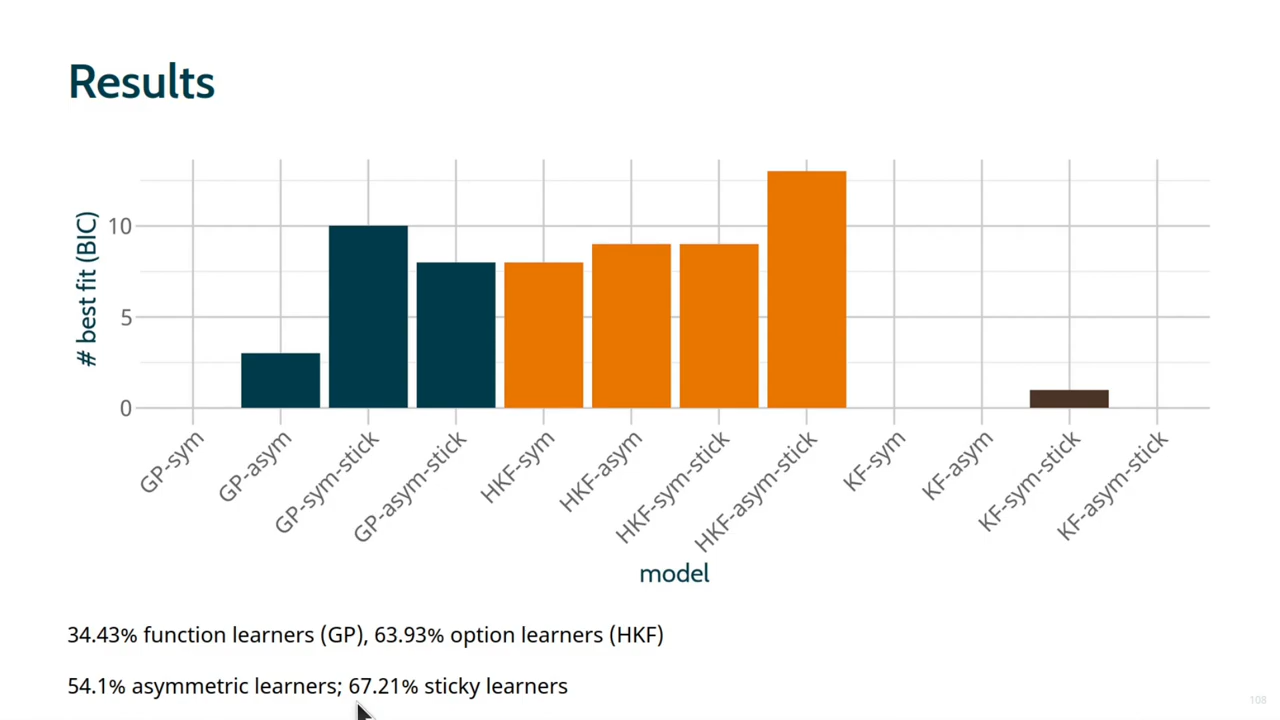 Results
# best fit (BIC)
10
5
0
GP-sym
GP-asym
GP-sym-stick
GP-asym-stick
HKF-sym
HKF-asym
HKF-sym-stick
HKF-asym-stick
KF-sym
KF-asym
KF-sym-stick
KF-asym-stick
model
34.43% function learners (GP), 63.93% option learners (HKF)
54.1% asymmetric learners; 67.21% sticky learners
108